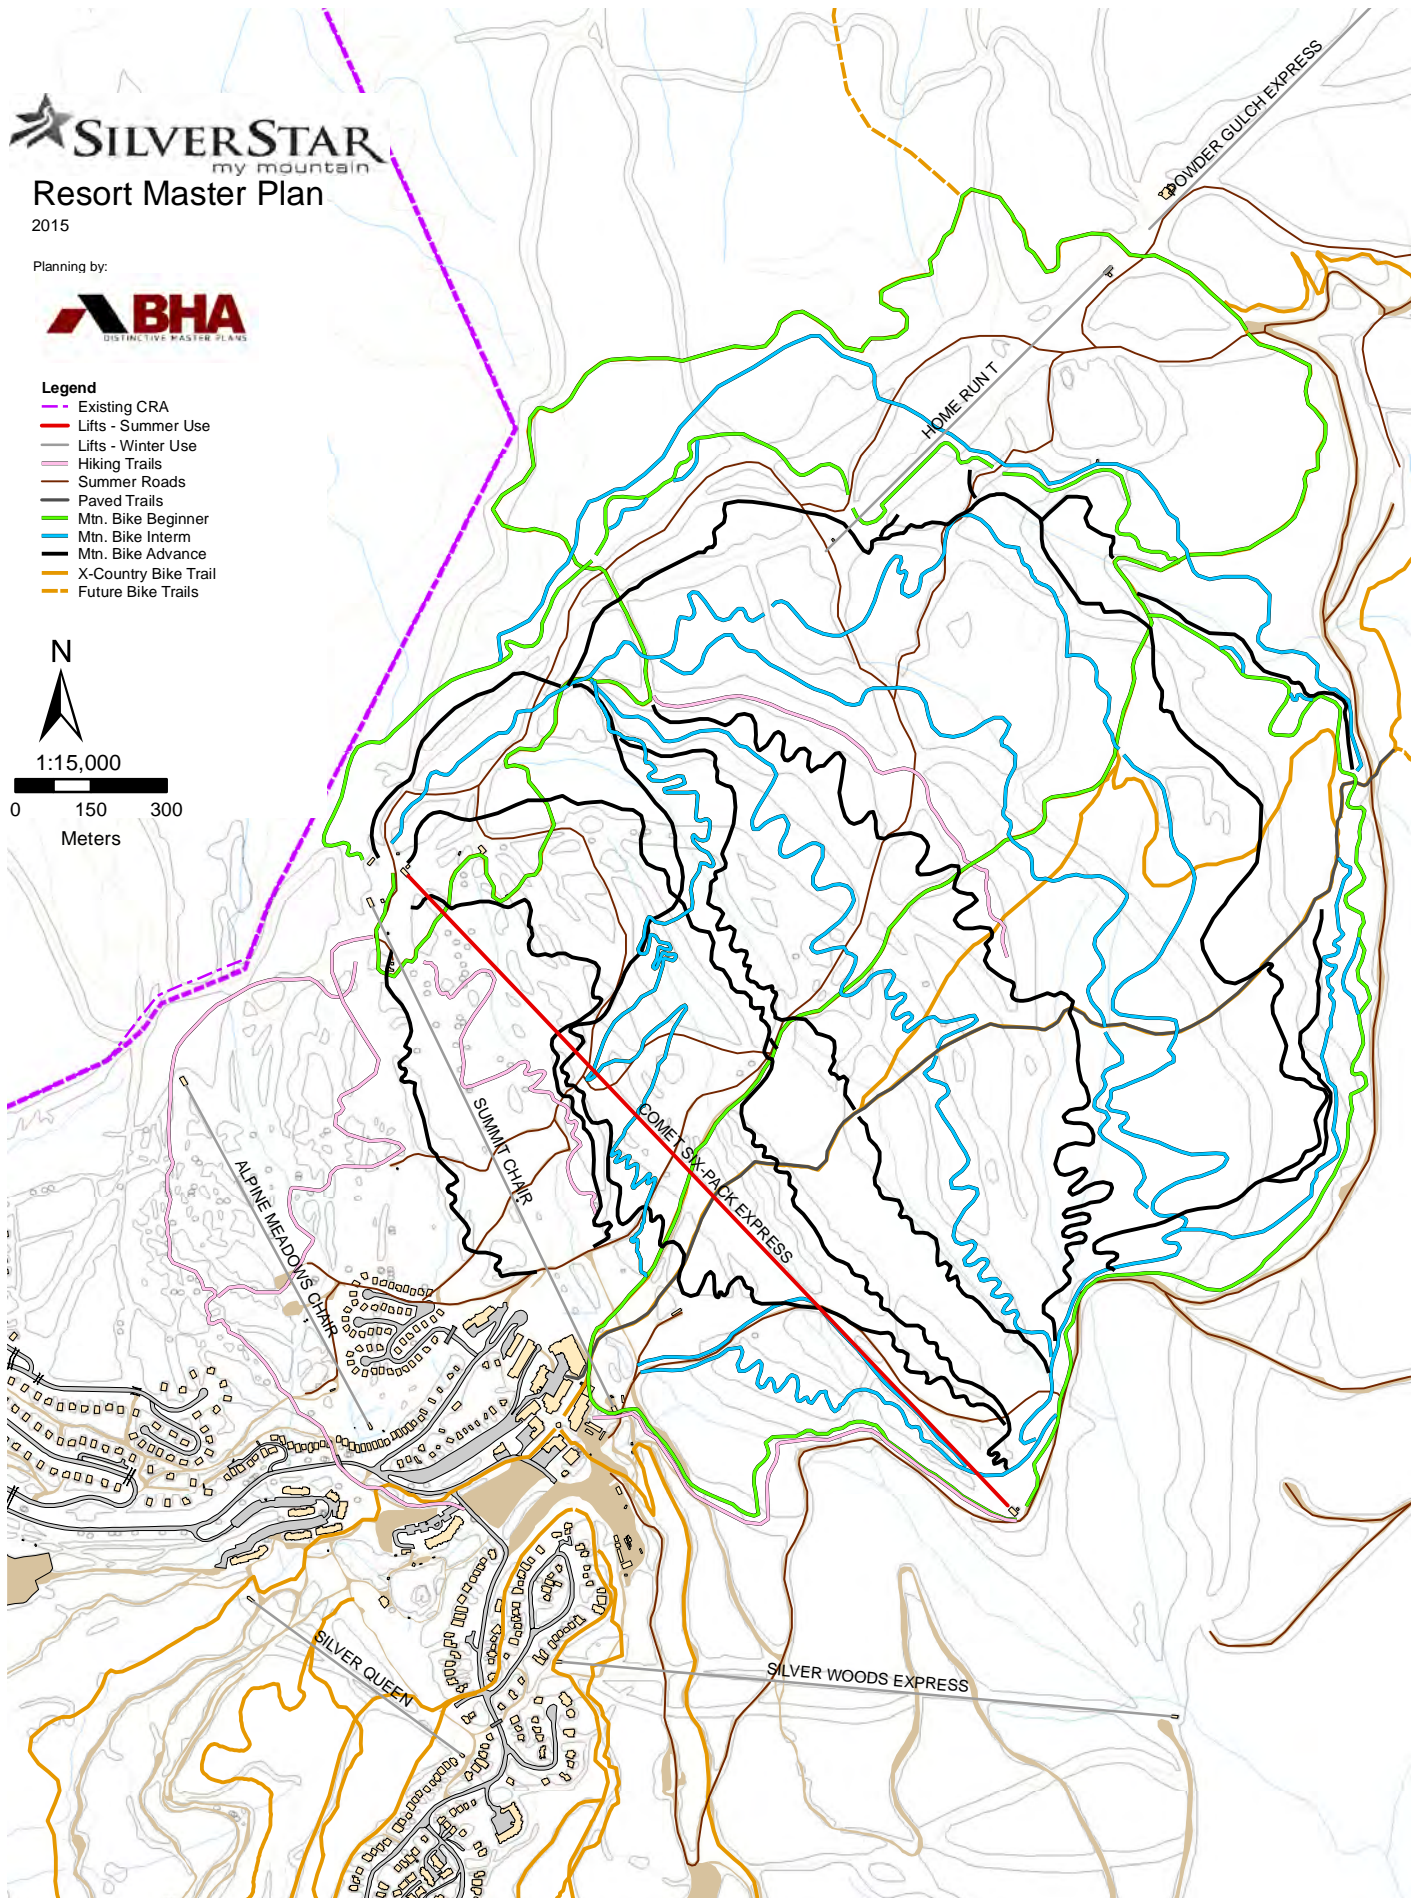 SILVERSTAR
my mountain
Resort Master Plan
2015
Planning by:
BHA
DISTINCTIVE MASTER PLANS
Legend
Existing CRA
Lifts - Summer Use
Lifts - Winter Use
Hiking Trails
Summer Roads
Paved Trails
Mtn. Bike Beginner
Mtn. Bike Interm
Mtn. Bike Advance
X-Country Bike Trail
Future Bike Trails
N
1:15,000
0 150 300
Meters
POWDER GULCH EXPRESS
HOME RUN T
COMET SIX-PACK EXPRESS
SUMMIT CHAIR
ALPINE MEADOWS CHAIR
SILVER QUEEN
SILVER WOODS EXPRESS